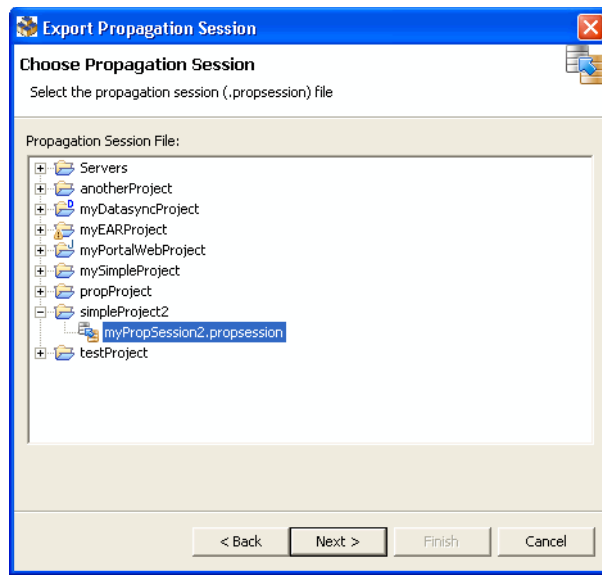 Export Propagation Session
Choose Propagation Session
Select the propagation session (.propsession) file
Propagation Session File:
Servers
anotherProject
myDatasyncProject
myEARProject
myPortalWebProject
mySimpleProject
propProject
simpleProject2
myPropSession2.propsession
testProject
< Back Next > Finish Cancel